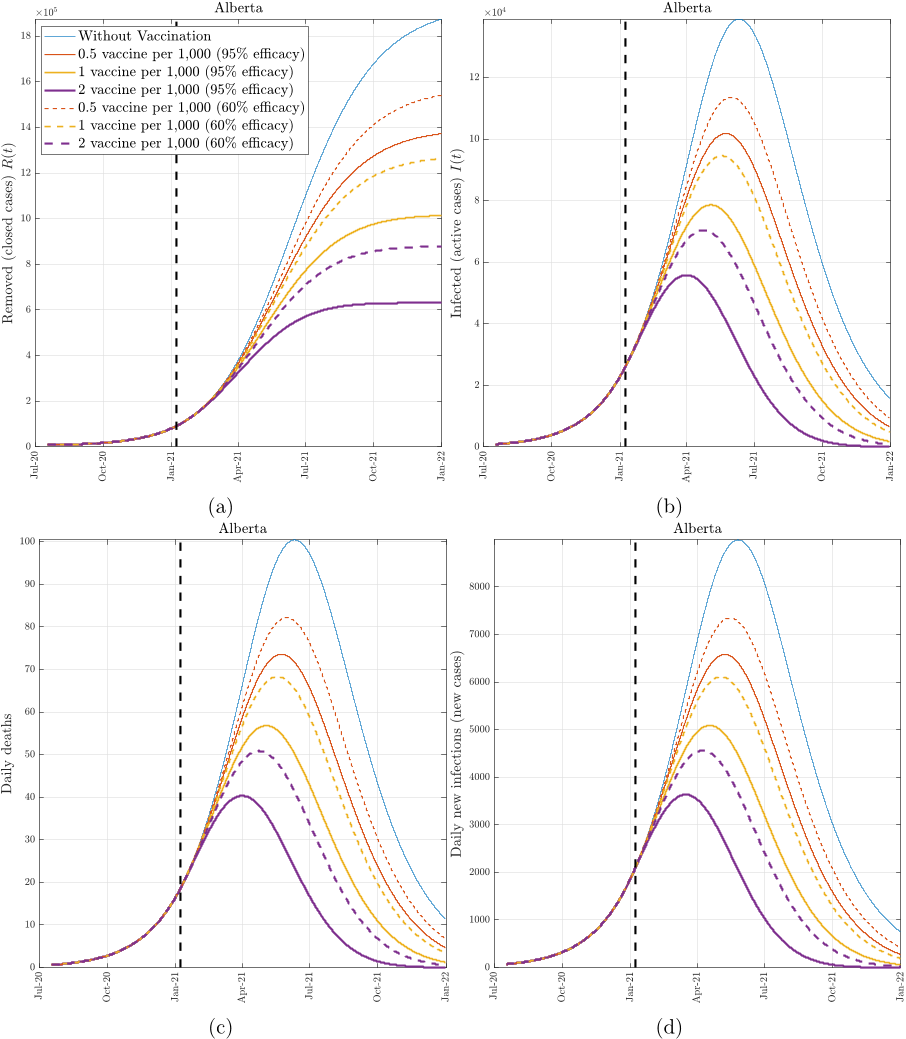 Alberta
×10⁵
18
16
14
12
10
8
6
4
2
0
Removed (closed cases) R(t)
Without Vaccination
0.5 vaccine per 1,000 (95% efficacy)
1 vaccine per 1,000 (95% efficacy)
2 vaccine per 1,000 (95% efficacy)
0.5 vaccine per 1,000 (60% efficacy)
1 vaccine per 1,000 (60% efficacy)
2 vaccine per 1,000 (60% efficacy)
Jul-20 Oct-20 Jan-21 Apr-21 Jul-21 Oct-21 Jan-22
(a)
Alberta
×10⁴
12
10
8
6
4
2
0
Infected (active cases) I(t)
Jul-20 Oct-20 Jan-21 Apr-21 Jul-21 Oct-21 Jan-22
(b)
Alberta
100
90
80
70
60
50
40
30
20
10
0
Daily deaths
Jul-20 Oct-20 Jan-21 Apr-21 Jul-21 Oct-21 Jan-22
(c)
Alberta
8000
7000
6000
5000
4000
3000
2000
1000
0
Daily new infections (new cases)
Jul-20 Oct-20 Jan-21 Apr-21 Jul-21 Oct-21 Jan-22
(d)